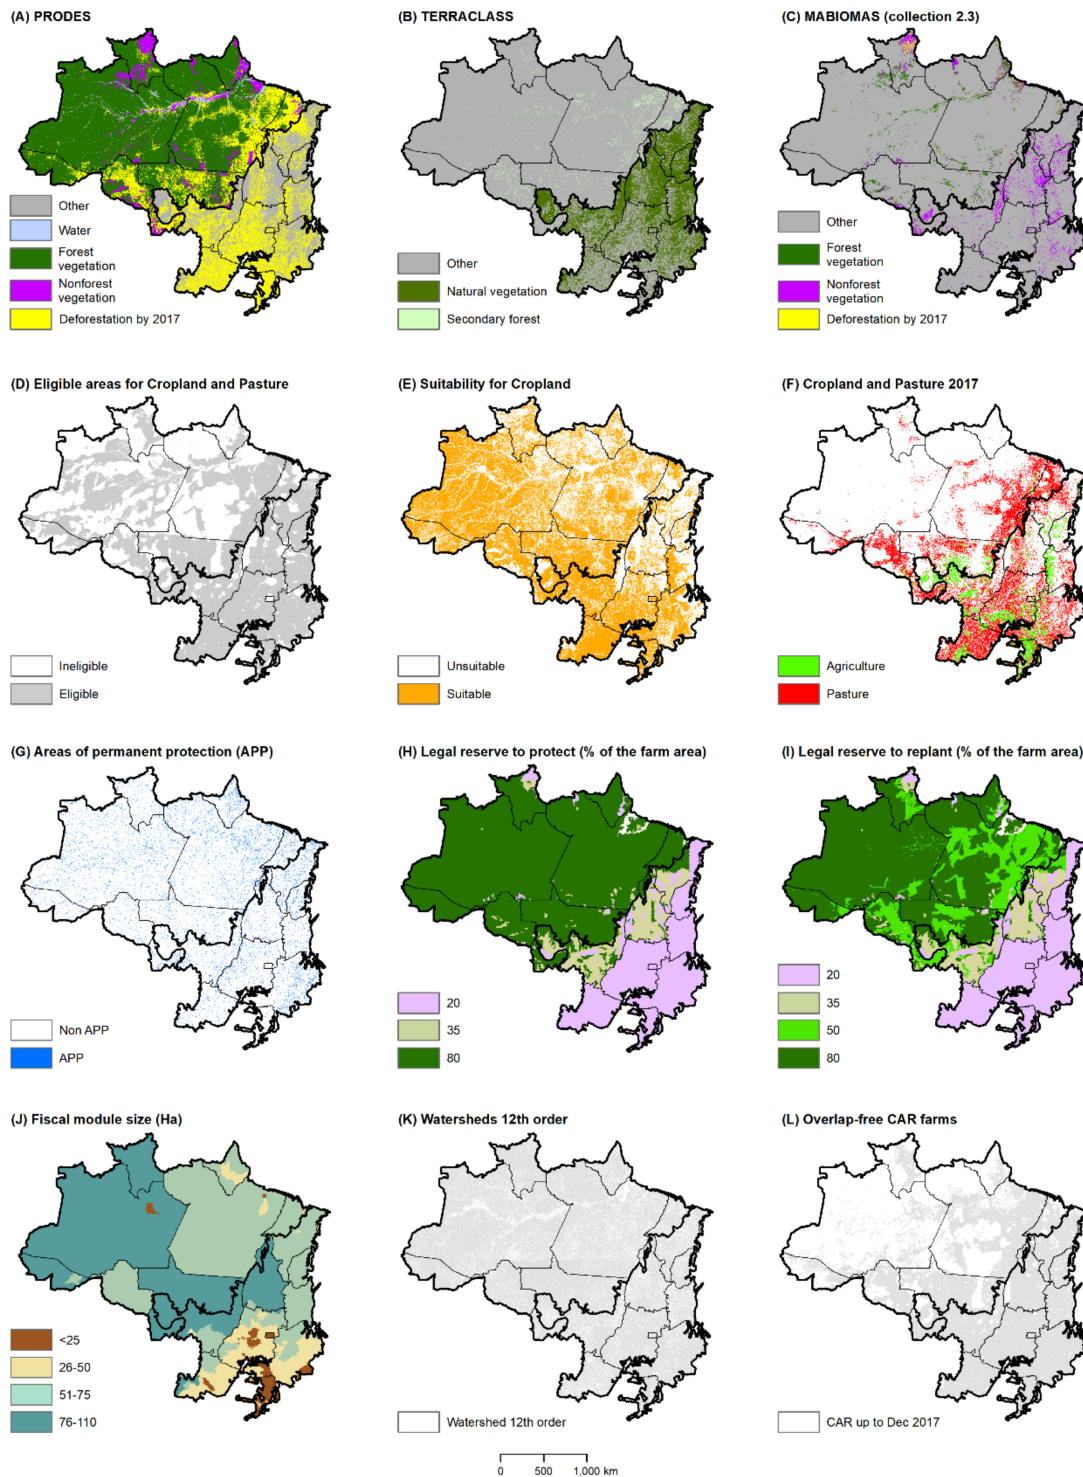 (A) PRODES
(B) TERRACLASS
(C) MABIOMAS (collection 2.3)
Other
Water
Forest
vegetation
Nonforest
vegetation
Deforestation by 2017
Other
Natural vegetation
Secondary forest
Other
Forest
vegetation
Nonforest
vegetation
Deforestation by 2017
(D) Eligible areas for Cropland and Pasture
(E) Suitability for Cropland
(F) Cropland and Pasture 2017
Ineligible
Eligible
Unsuitable
Suitable
Agriculture
Pasture
(G) Areas of permanent protection (APP)
(H) Legal reserve to protect (% of the farm area)
(I) Legal reserve to replant (% of the farm area)
Non APP
APP
20
35
80
20
35
50
80
(J) Fiscal module size (Ha)
(K) Watersheds 12th order
(L) Overlap-free CAR farms
<25
26-50
51-75
76-110
Watershed 12th order
CAR up to Dec 2017
0 500 1,000 km